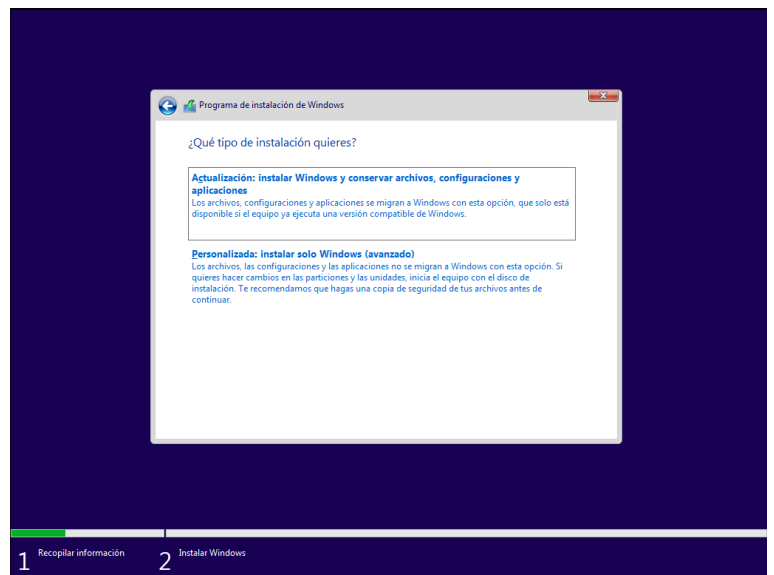 Programa de instalación de Windows
¿Qué tipo de instalación quieres?
Actualización: instalar Windows y conservar archivos, configuraciones y
aplicaciones
Los archivos, configuraciones y aplicaciones se migran a Windows con esta opción, que solo está
disponible si el equipo ya ejecuta una versión compatible de Windows.
Personalizada: instalar solo Windows (avanzado)
Los archivos, las configuraciones y las aplicaciones no se migran a Windows con esta opción. Si
quieres hacer cambios en las particiones y las unidades, inicia el equipo con el disco de
instalación. Te recomendamos que hagas una copia de seguridad de tus archivos antes de
continuar.
1 Recopilar información
2 Instalar Windows